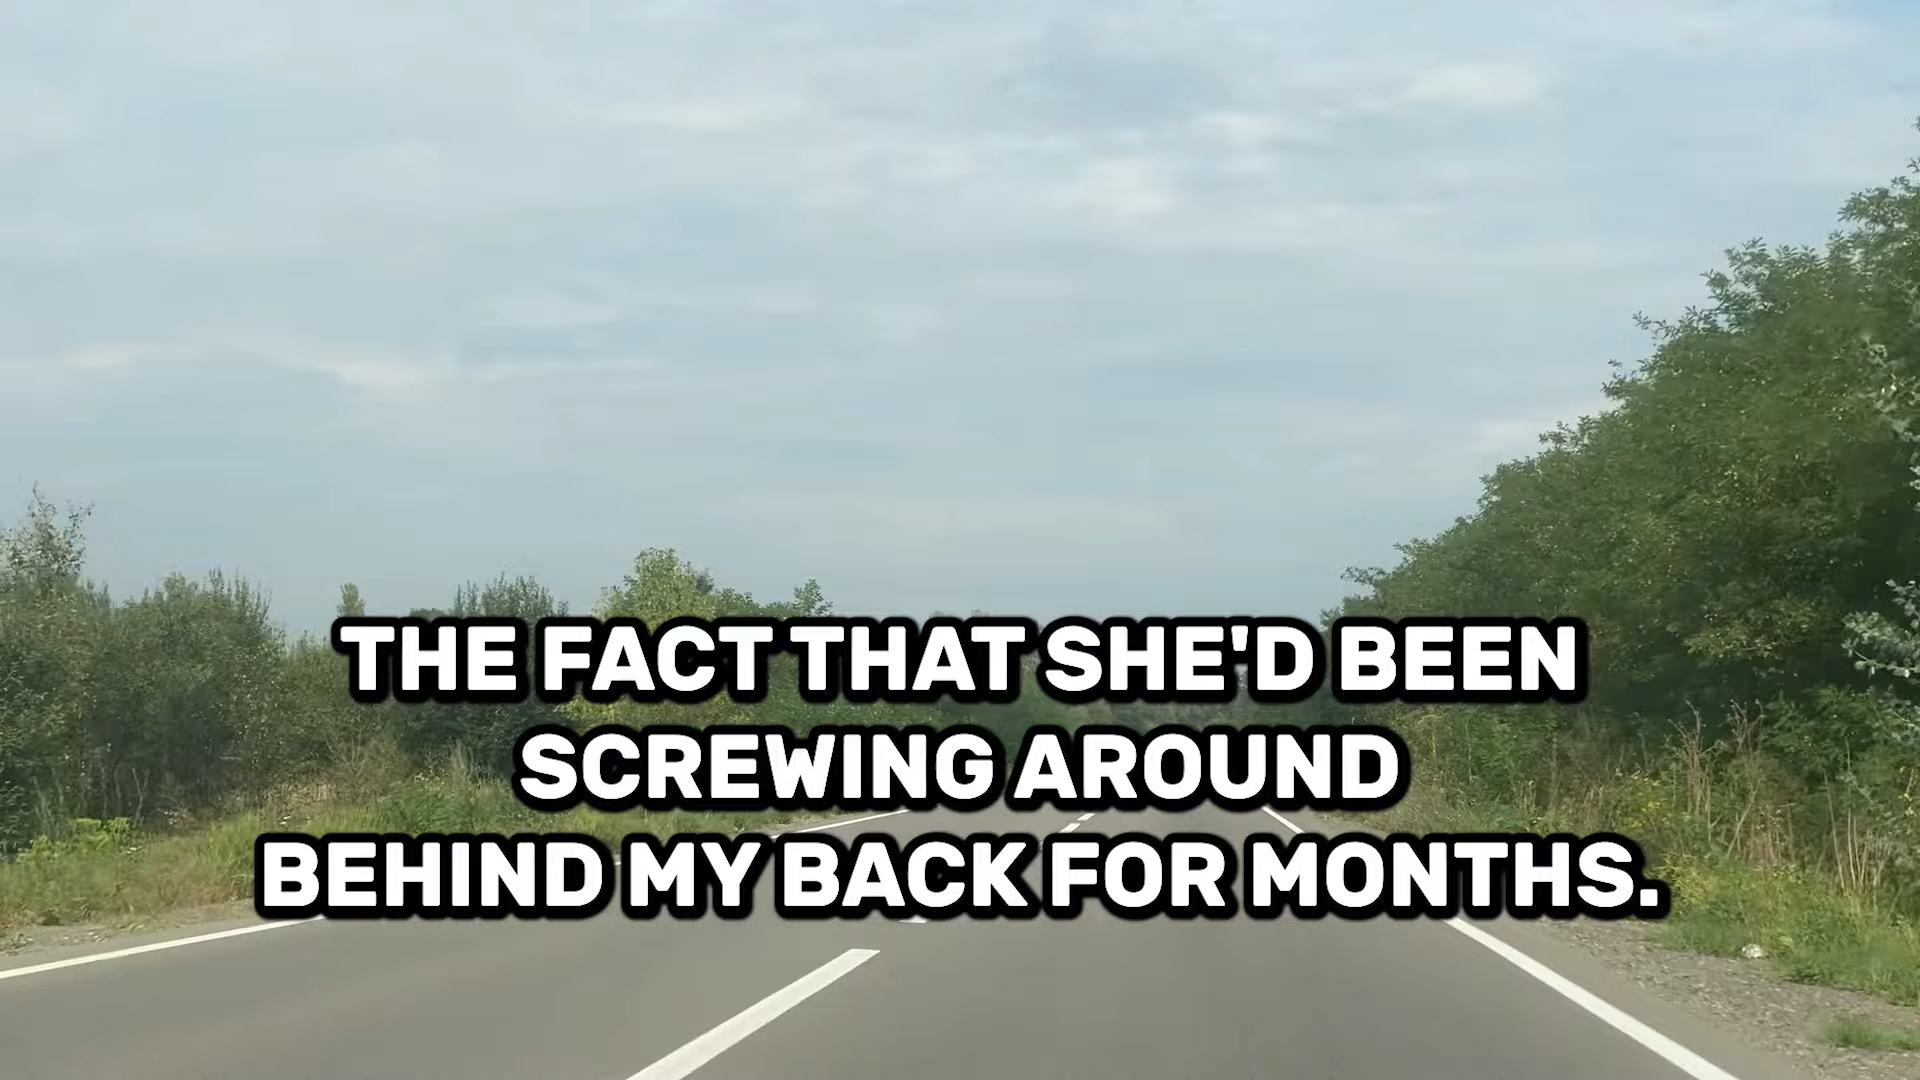 THE FACT THAT SHE'D BEEN
SCREWING AROUND
BEHIND MY BACK FOR MONTHS.